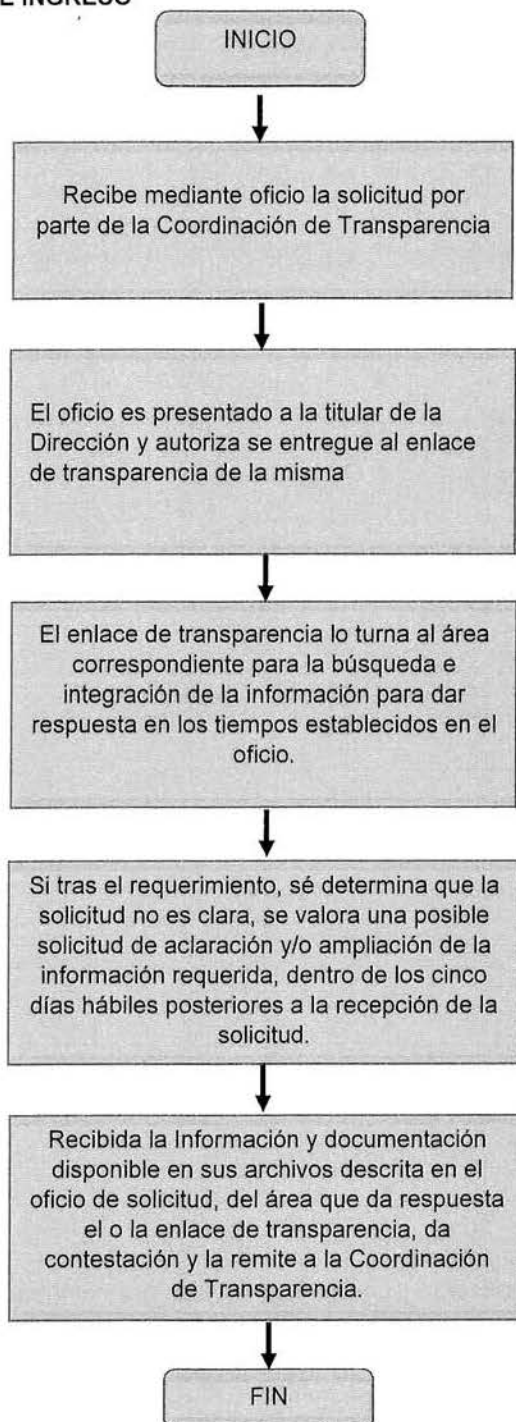 INICIO
Recibe mediante oficio la solicitud por
parte de la Coordinación de Transparencia
El oficio es presentado a la titular de la
Dirección y autoriza se entregue al enlace
de transparencia de la misma
El enlace de transparencia lo turna al área
correspondiente para la búsqueda e
integración de la información para dar
respuesta en los tiempos establecidos en el
oficio.
Si tras el requerimiento, sé determina que la
solicitud no es clara, se valora una posible
solicitud de aclaración y/o ampliación de la
información requerida, dentro de los cinco
días hábiles posteriores a la recepción de la
solicitud.
Recibida la Información y documentación
disponible en sus archivos descrita en el
oficio de solicitud, del área que da respuesta
el o la enlace de transparencia, da
contestación y la remite a la Coordinación
de Transparencia.
FIN